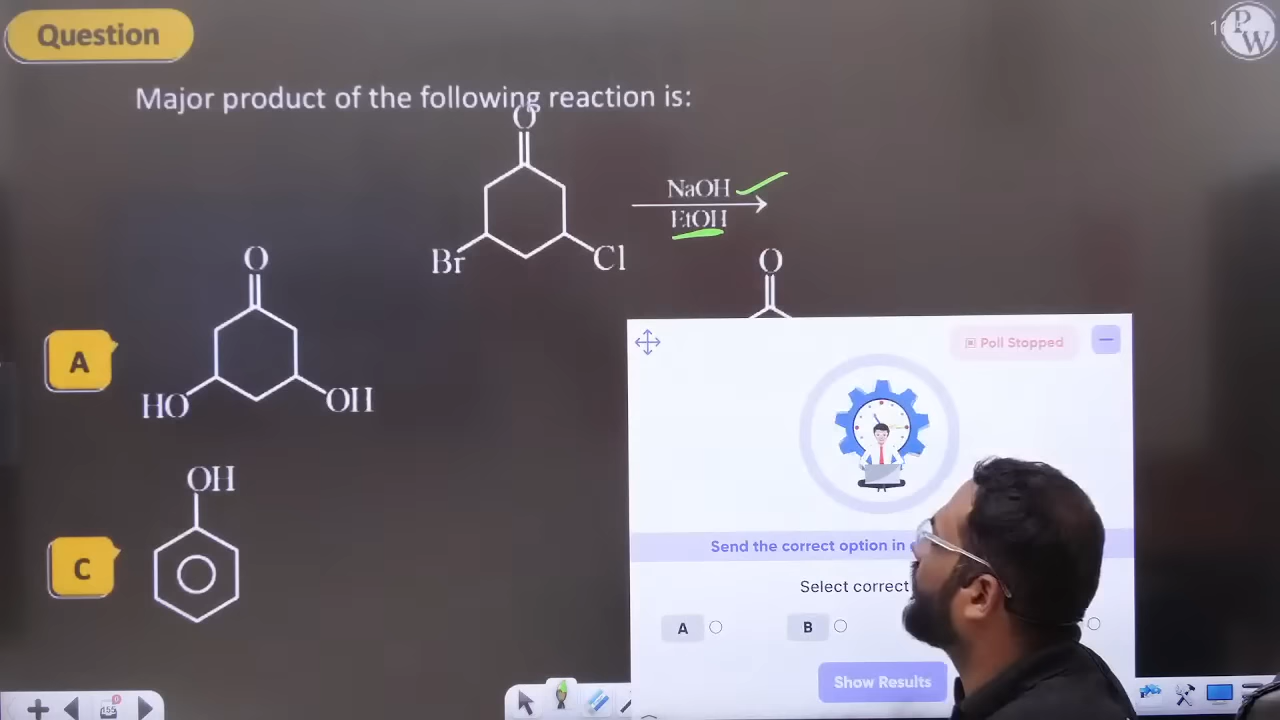 Question
PW
Major product of the following reaction is:
O
NaOH
EtOH
Br
Cl
O
O
A
HO
OH
Poll Stopped
OH
C
Send the correct option in
Select correct
A
B
Show Results